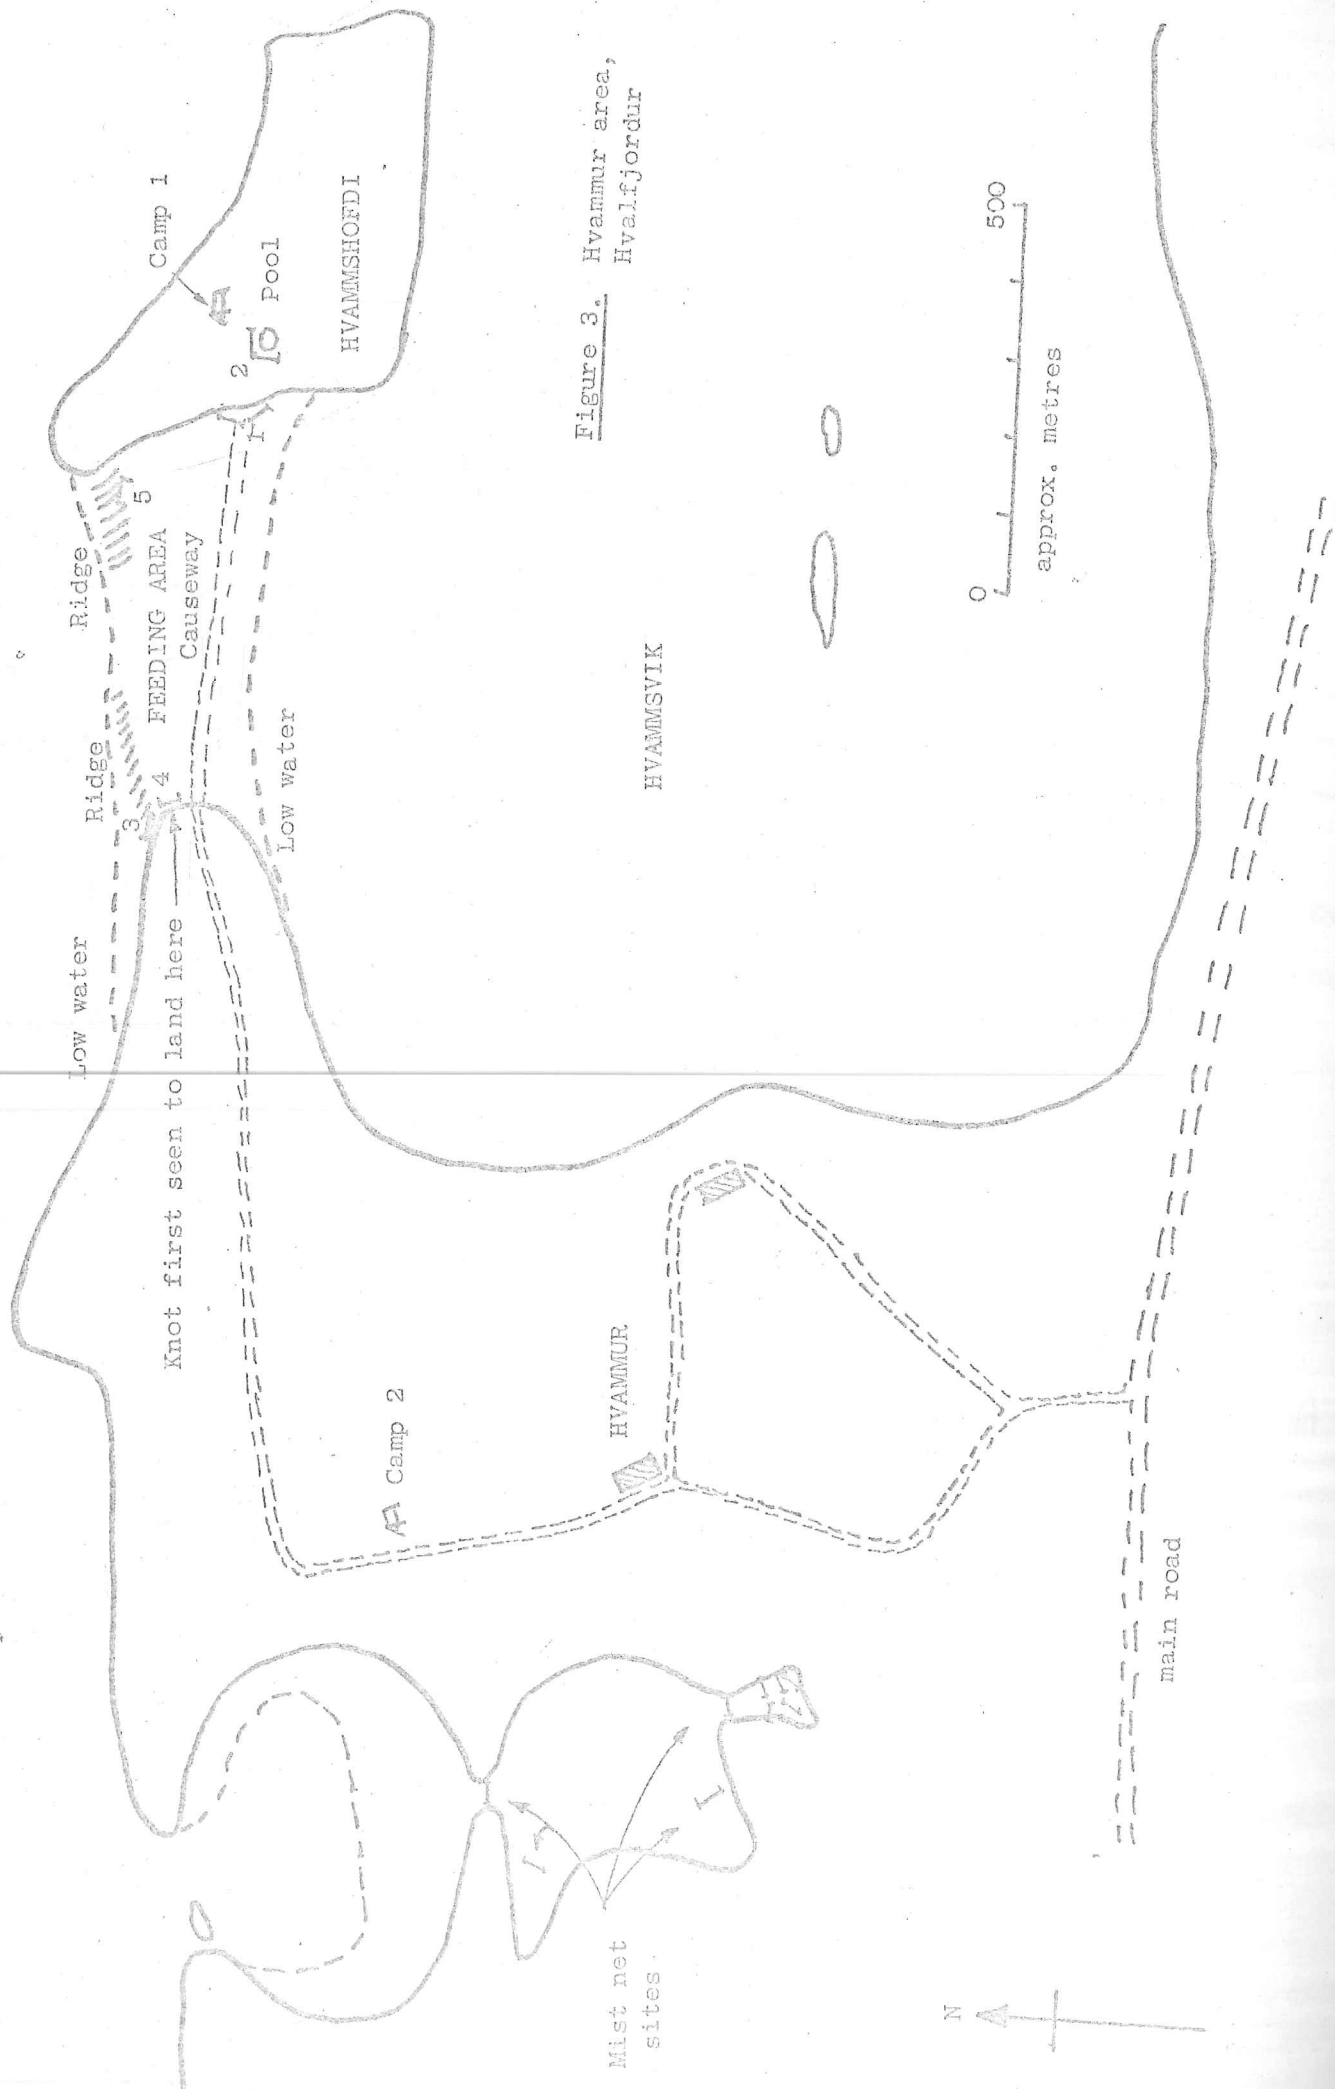 Low water
Ridge
Ridge
3
4
5
FEEDING AREA
Causeway
Knot first seen to land here
Low water
Camp 1
2
1
Pool
HVAMMSHOFDI
Camp 2
HVAMMUR
HVAMMSVIK
Figure 3. Hvammur area,
Hvalfjordur
Mist net
sites
0
500
approx. metres
main road
N